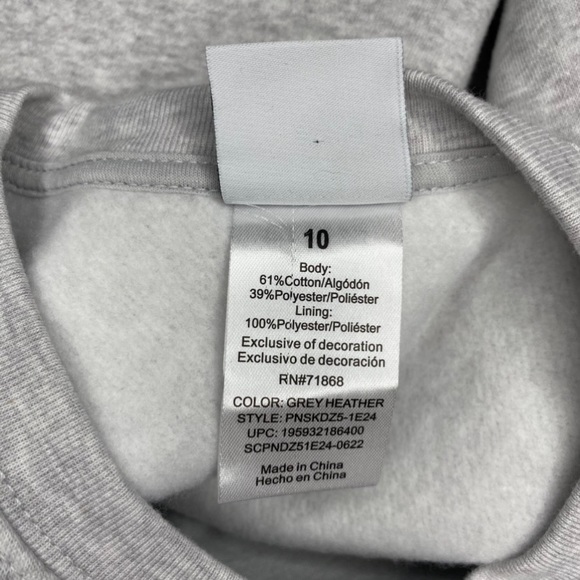 10
Body:
61%Cotton/Algódón
39%Polyester/Poliéster
Lining:
100%Polyester/Poliéster
Exclusive of decoration
Exclusivo de decoración
RN#71868
COLOR: GREY HEATHER
STYLE: PNSKDZ5-1E24
UPC: 195932186400
SCPNDZ51E24-0622
Made in China
Hecho en China